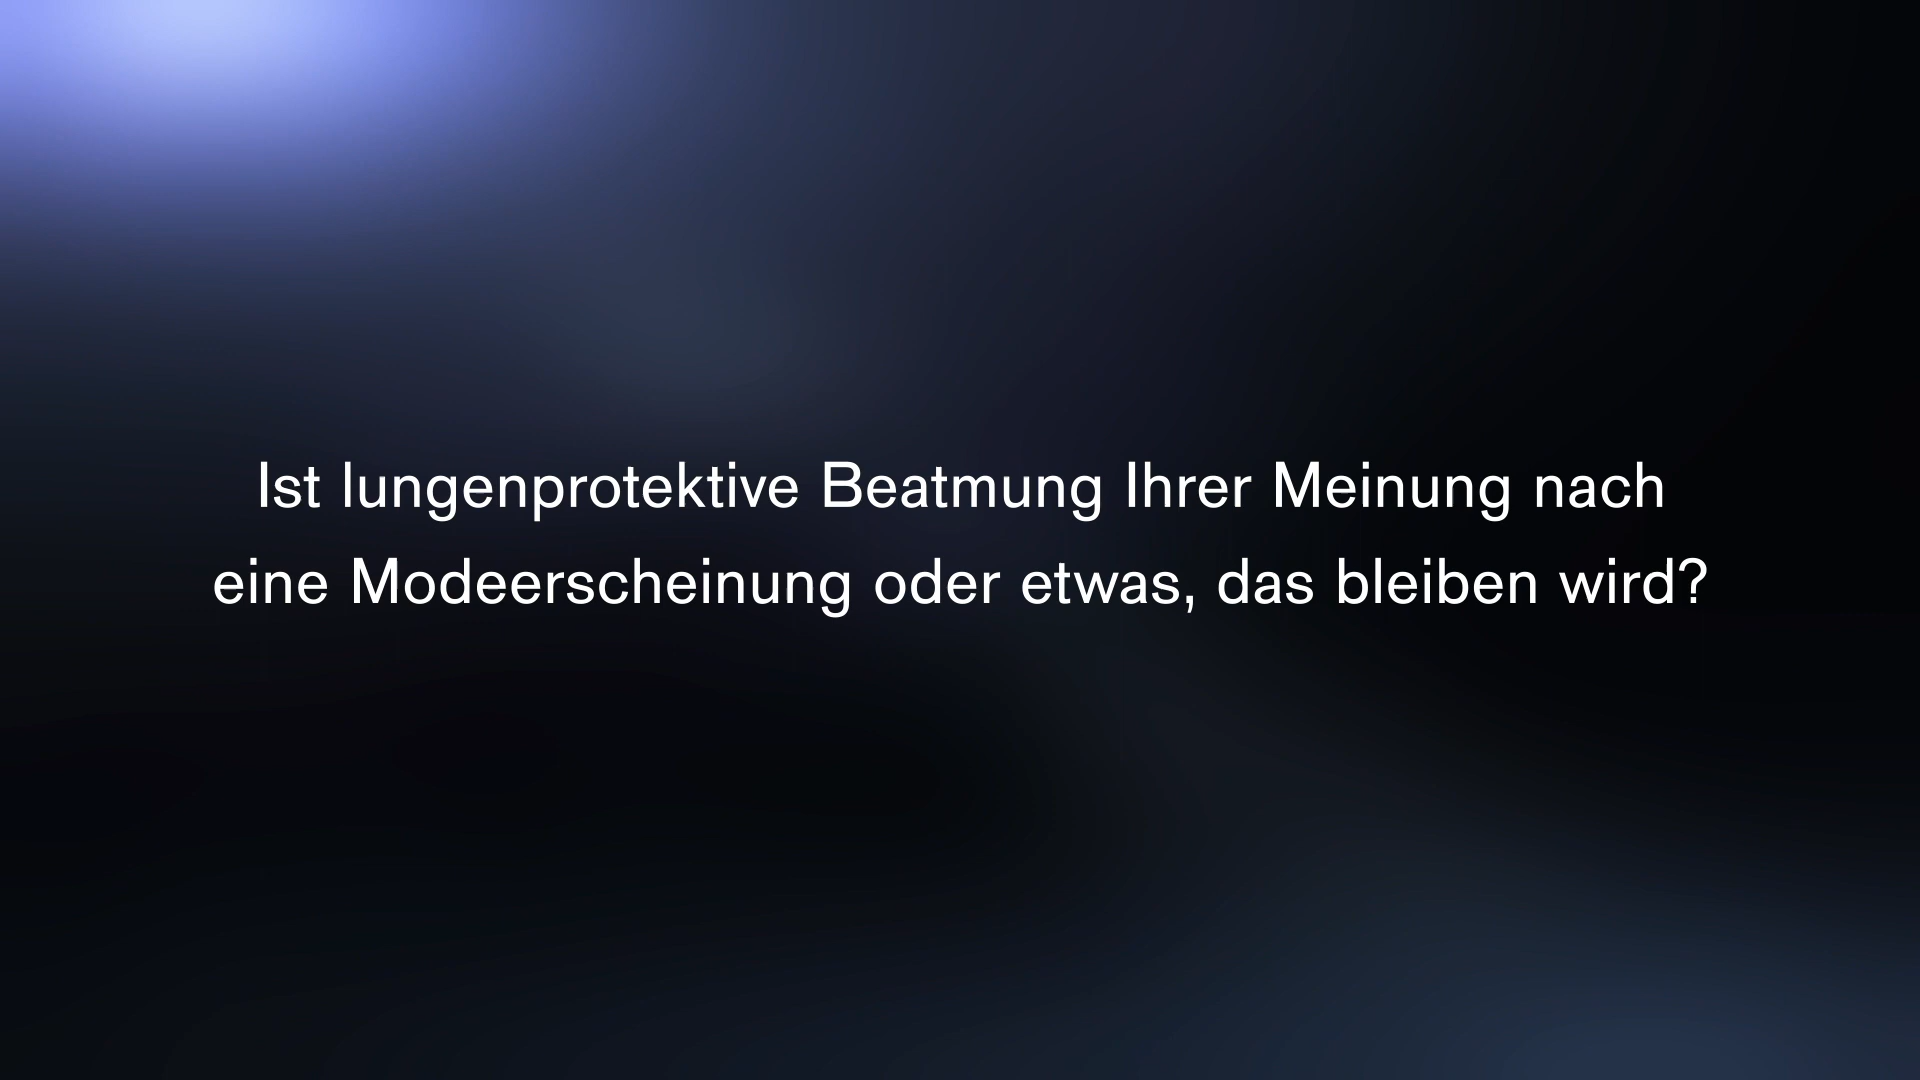 Ist lungenprotektive Beatmung Ihrer Meinung nach
eine Modeerscheinung oder etwas, das bleiben wird?